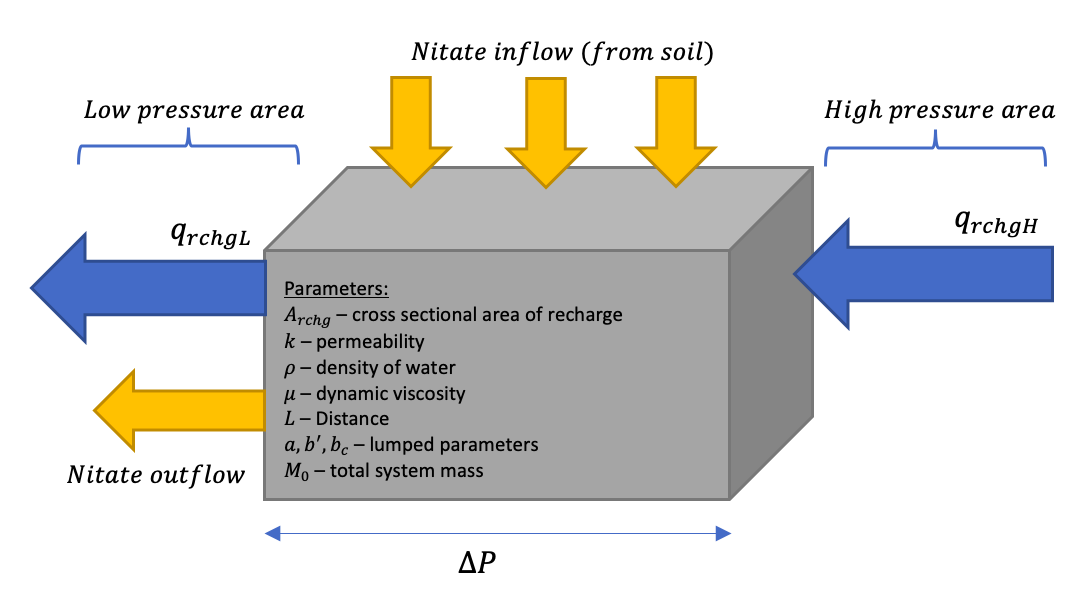 Nitate inflow (from soil)
Low pressure area
High pressure area
q_rchgL
q_rchgH
Parameters:
A_rchg – cross sectional area of recharge
k – permeability
ρ – density of water
μ – dynamic viscosity
L – Distance
a, b′, b_c – lumped parameters
M_0 – total system mass
Nitate outflow
ΔP